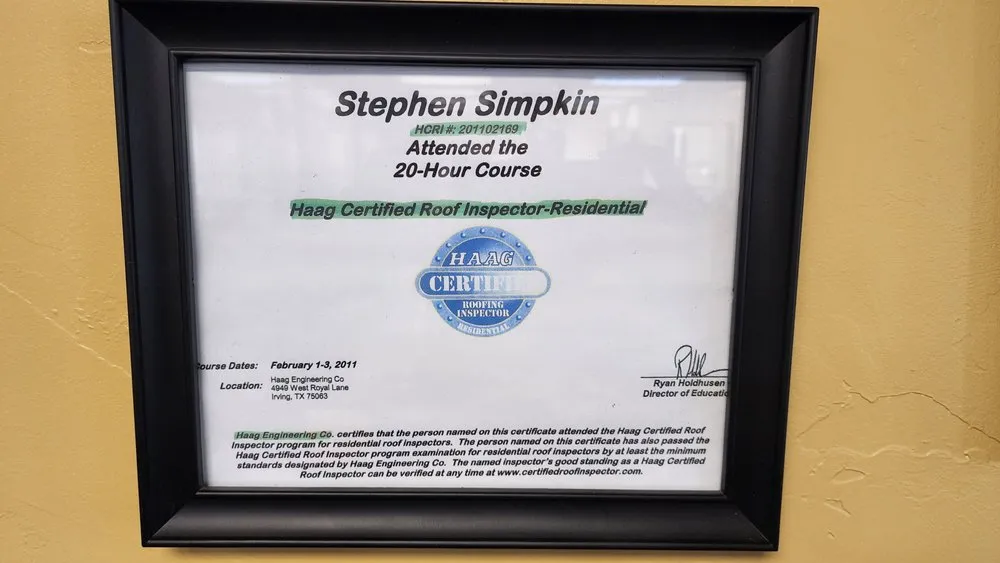 Stephen Simpkin
HCRI #: 201102169
Attended the
20-Hour Course
Haag Certified Roof Inspector-Residential
HAAG
CERTIFI
ROOFING
INSPECTOR
RESIDENTIAL
ourse Dates: February 1-3, 2011
Location: Haag Engineering Co
4949 West Royal Lane
Irving, TX 75063
Ryan Holdhusen
Director of Educatio
Haag Engineering Co. certifies that the person named on this certificate attended the Haag Certified Roof
Inspector program for residential roof inspectors. The person named on this certificate has also passed the
Haag Certified Roof Inspector program examination for residential roof inspectors by at least the minimum
standards designated by Haag Engineering Co. The named inspector's good standing as a Haag Certified
Roof Inspector can be verified at any time at www.certifiedroofinspector.com.